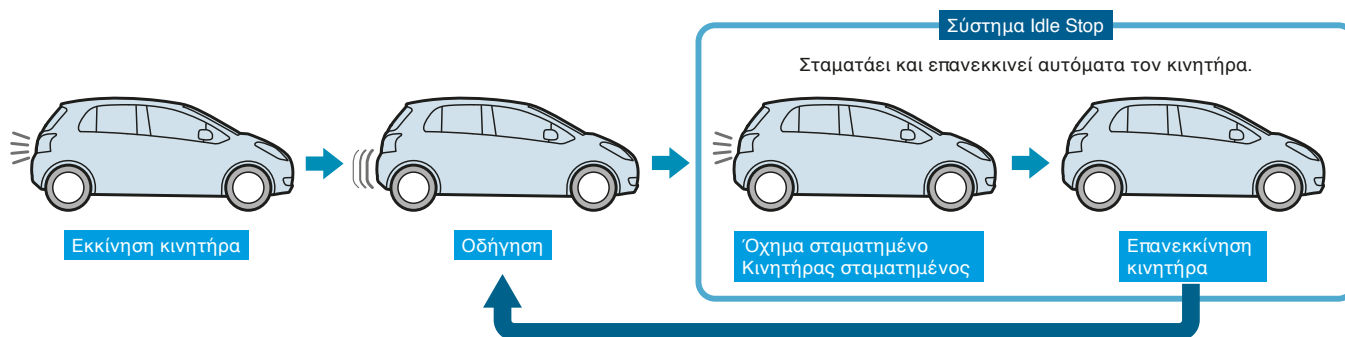 Σύστημα Idle Stop
Σταματάει και επανεκκινεί αυτόματα τον κινητήρα.
Εκκίνηση κινητήρα
Οδήγηση
Όχημα σταματημένο
Κινητήρας σταματημένος
Επανεκκίνηση
κινητήρα